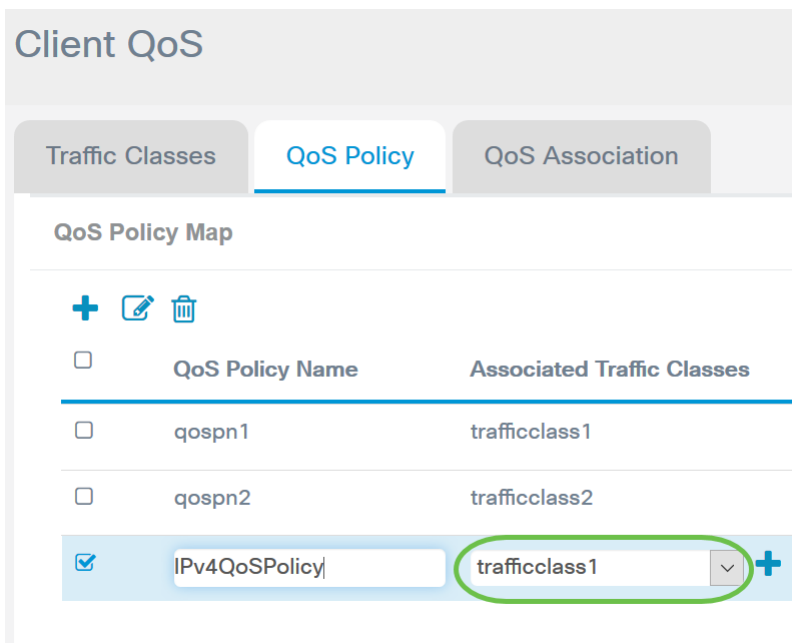 Client QoS
Traffic Classes QoS Policy QoS Association
QoS Policy Map
QoS Policy Name Associated Traffic Classes
qospn1 trafficclass1
qospn2 trafficclass2
IPv4QoSPolicy trafficclass1